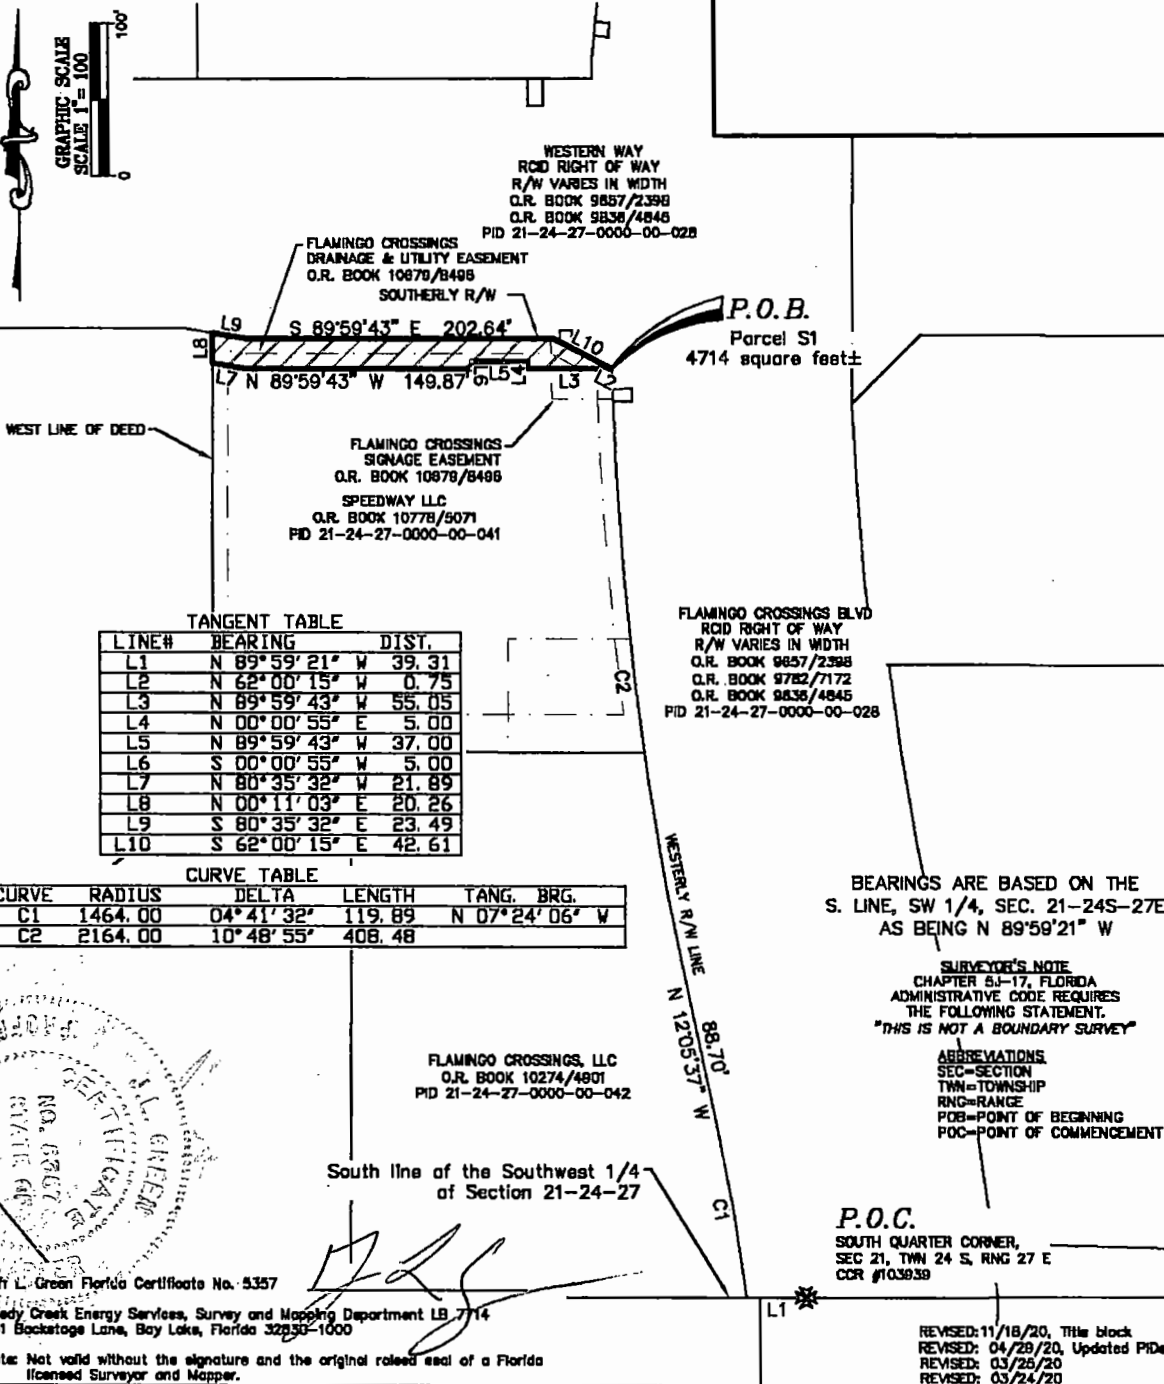 GRAPHIC SCALE
SCALE 1"= 100
0
100'
WESTERN WAY
RCID RIGHT OF WAY
R/W VARIES IN WIDTH
O.R. BOOK 9857/2398
O.R. BOOK 9836/4846
PID 21-24-27-0000-00-028
FLAMINGO CROSSINGS
DRAINAGE & UTILITY EASEMENT
O.R. BOOK 10879/8498
SOUTHERLY R/W
P.O.B.
Parcel S1
4714 square feet±
L9
S 89°59'43" E 202.64'
L10
L8
L7
N 89°59'43" W 149.87'
L6
L5
L4
L3
L2
WEST LINE OF DEED
FLAMINGO CROSSINGS
SIGNAGE EASEMENT
O.R. BOOK 10879/8498
SPEEDWAY LLC
O.R. BOOK 10778/5071
PID 21-24-27-0000-00-041
FLAMINGO CROSSINGS BLVD
RCID RIGHT OF WAY
R/W VARIES IN WIDTH
O.R. BOOK 9857/2398
O.R. BOOK 9782/7172
O.R. BOOK 9836/4845
PID 21-24-27-0000-00-028
C2
TANGENT TABLE
LINE# BEARING DIST.
L1 N 89°59'21" W 39.31
L2 N 62°00'15" W 0.75
L3 N 89°59'43" W 55.05
L4 N 00°00'55" E 5.00
L5 N 89°59'43" W 37.00
L6 S 00°00'55" W 5.00
L7 N 80°35'32" W 21.89
L8 N 00°11'03" E 20.26
L9 S 80°35'32" E 23.49
L10 S 62°00'15" E 42.61
CURVE TABLE
CURVE RADIUS DELTA LENGTH TANG. BRG.
C1 1464.00 04°41'32" 119.89 N 07°24'06" W
C2 2164.00 10°48'55" 408.48
WESTERLY R/W LINE
N 12°05'37" W
88.70'
C1
BEARINGS ARE BASED ON THE
S. LINE, SW 1/4, SEC. 21-24S-27E
AS BEING N 89°59'21" W
SURVEYOR'S NOTE
CHAPTER 5J-17, FLORIDA
ADMINISTRATIVE CODE REQUIRES
THE FOLLOWING STATEMENT.
"THIS IS NOT A BOUNDARY SURVEY"
ABBREVIATIONS
SEC=SECTION
TWN=TOWNSHIP
RNG=RANGE
POB=POINT OF BEGINNING
POC=POINT OF COMMENCEMENT
FLAMINGO CROSSINGS, LLC
O.R. BOOK 10274/4901
PID 21-24-27-0000-00-042
South line of the Southwest 1/4
of Section 21-24-27
P.O.C.
SOUTH QUARTER CORNER,
SEC 21, TWN 24 S, RNG 27 E
CCR #103939
L1
L. GREEN
CERTIFICATE
L. Green Florida Certificate No. 5357
Creek Energy Services, Survey and Mapping Department LB 7714
1 Backstage Lane, Bay Lake, Florida 32830-1000
Not valid without the signature and the original raised seal of a Florida
licensed Surveyor and Mapper.
REVISED: 11/18/20, Title block
REVISED: 04/29/20, Updated PIDs
REVISED: 03/25/20
REVISED: 03/24/20